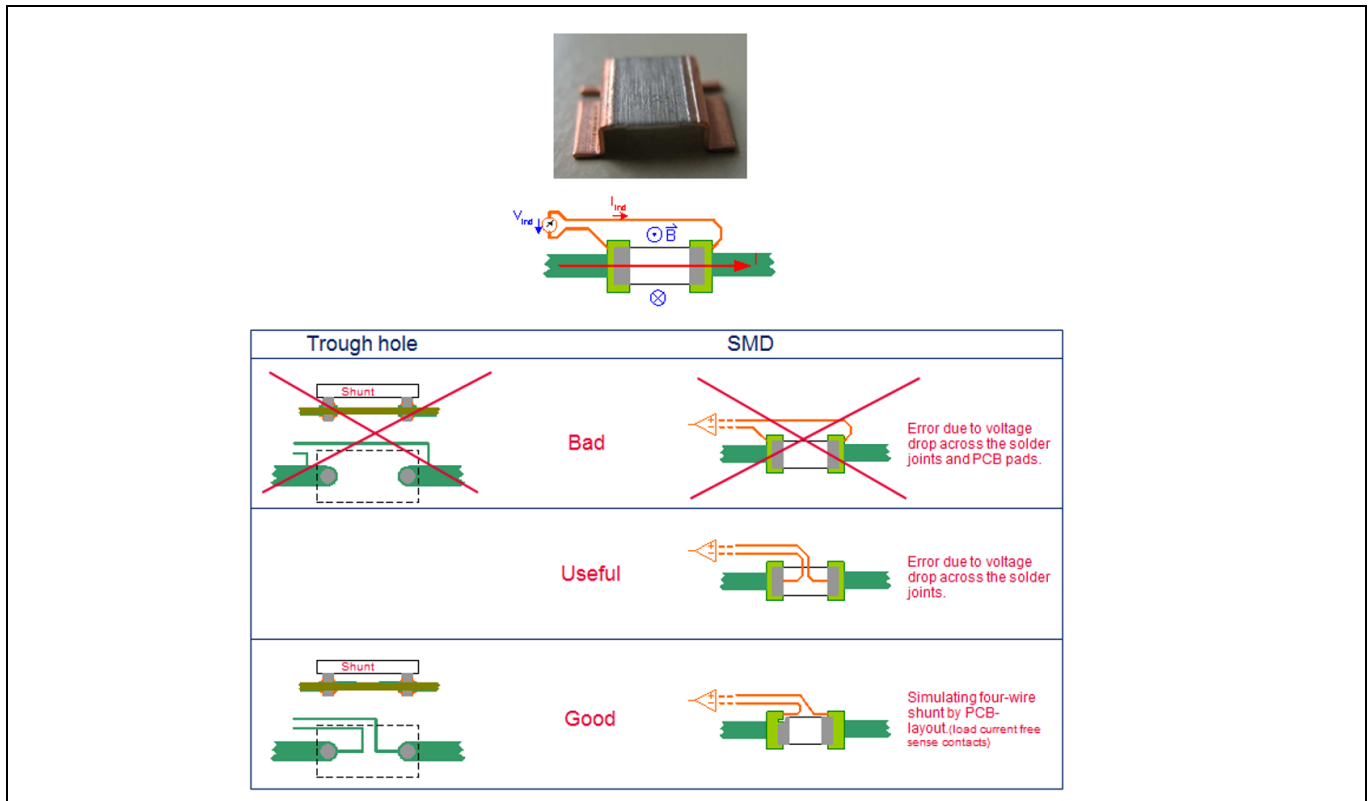 V_ind
I_ind
B
I
Trough hole
SMD
Shunt
Bad
Error due to voltage
drop across the solder
joints and PCB pads.
Useful
Error due to voltage
drop across the solder
joints.
Shunt
Good
Simulating four-wire
shunt by PCB-
layout.(load current free
sense contacts)